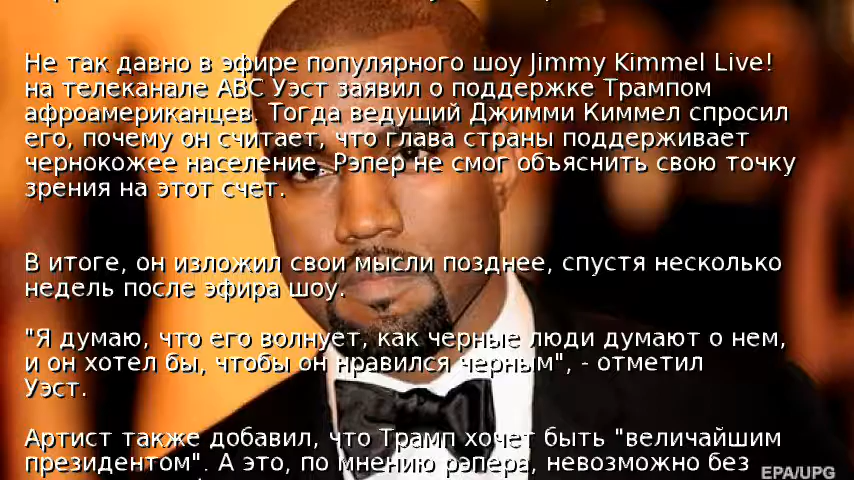 Не так давно в эфире популярного шоу Jimmy Kimmel Live!
на телеканале ABC Уэст заявил о поддержке Трампом
афроамериканцев. Тогда ведущий Джимми Киммел спросил
его, почему он считает, что глава страны поддерживает
чернокожее население. Рэпер не смог объяснить свою точку
зрения на этот счет.
В итоге, он изложил свои мысли позднее, спустя несколько
недель после эфира шоу.
"Я думаю, что его волнует, как черные люди думают о нем,
и он хотел бы, чтобы он нравился черным", - отметил
Уэст.
Артист также добавил, что Трамп хочет быть "величайшим
президентом". А это, по мнению рэпера, невозможно без
EPA/UPG